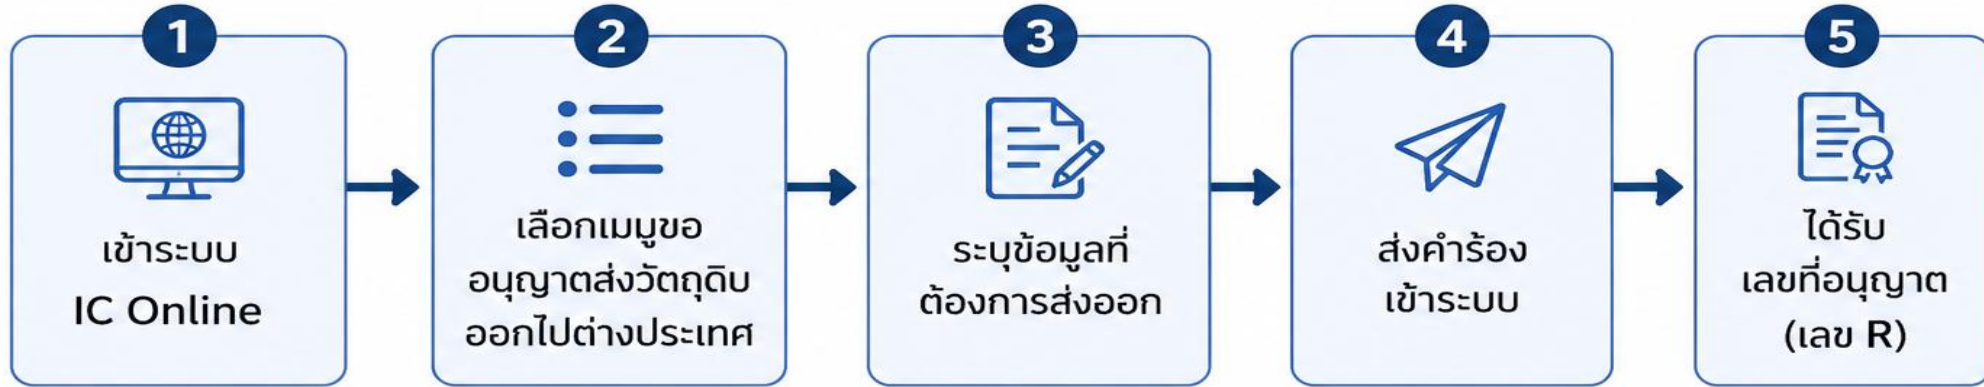 1
เข้าระบบ
IC Online
2
เลือกเมมูขอ
อนุญาตส่งวัตถุดิบ
ออกไปต่างประเทศ
3
ระบุข้อมูลที่
ต้องการส่งออก
4
ส่งคำร้อง
เข้าระบบ
5
ได้รับ
เลขที่อนุญาต
(เลข R)